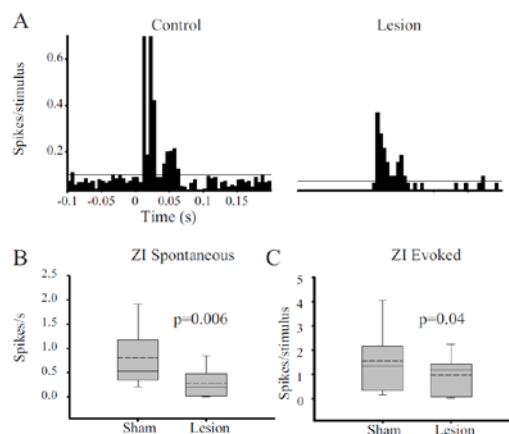 A
Control
Lesion
Spikes/stimulus
0.6
0.4
0.2
-0.1 -0.05 0 0.05 0.1 0.15
Time (s)
B
ZI Spontaneous
Spikes/s
2.5
2.0
1.5
1.0
0.5
0.0
p=0.006
Sham Lesion
C
ZI Evoked
Spikes/stimulus
5
4
3
2
1
0
p=0.04
Sham Lesion